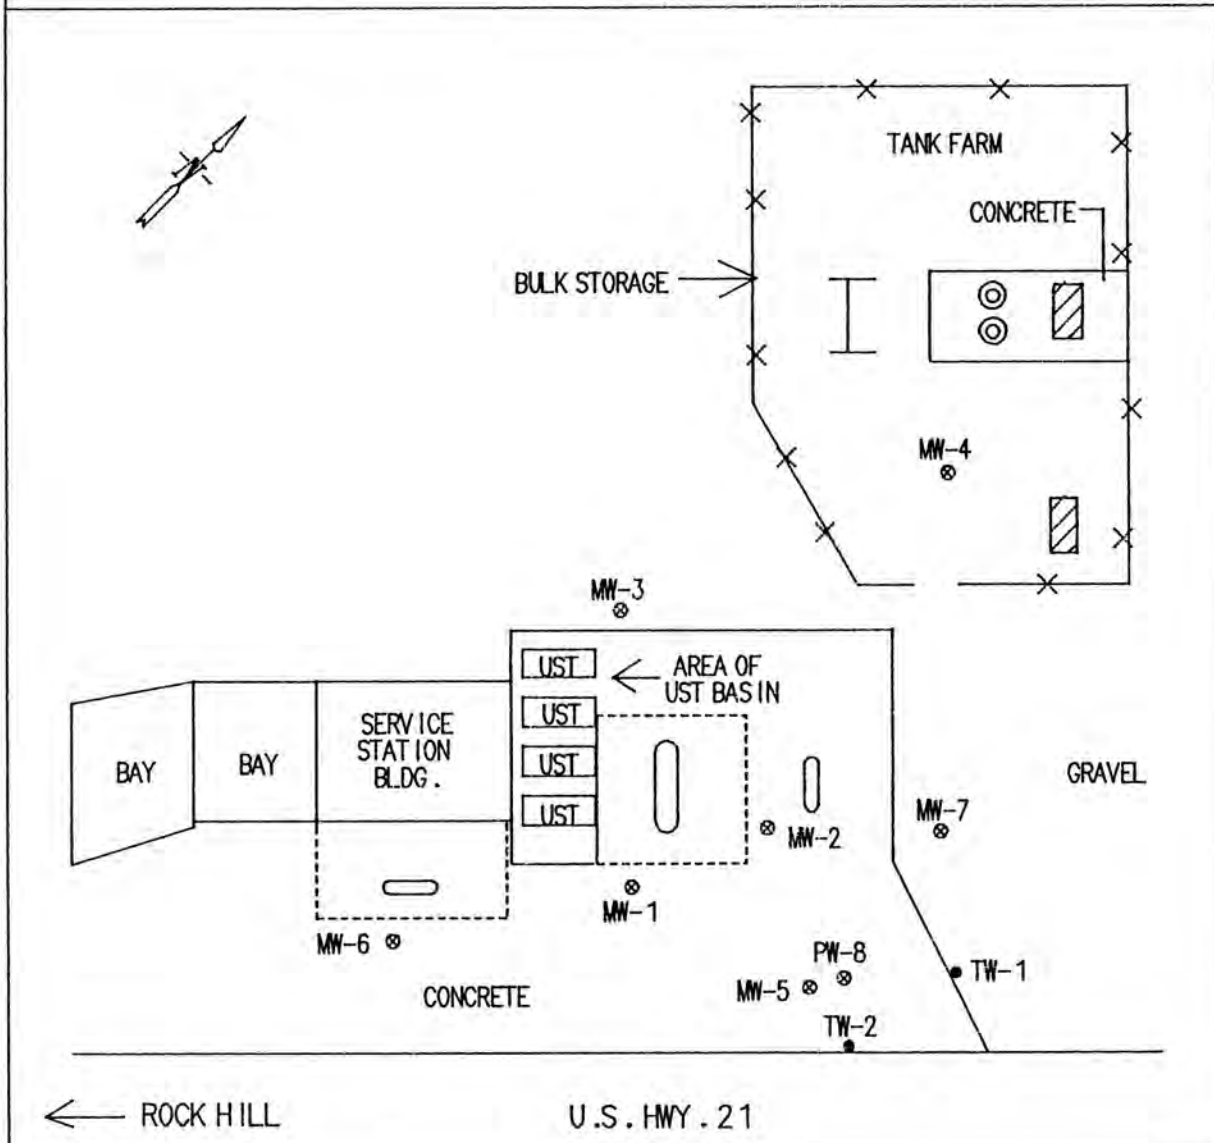 TANK FARM
CONCRETE
BULK STORAGE
MW-4
MW-3
UST
AREA OF
UST BASIN
UST
SERVICE
STATION
BLDG.
BAY
BAY
UST
UST
GRAVEL
MW-2
MW-7
MW-1
MW-6
PW-8
MW-5
TW-1
CONCRETE
TW-2
ROCK HILL
U.S. HWY. 21